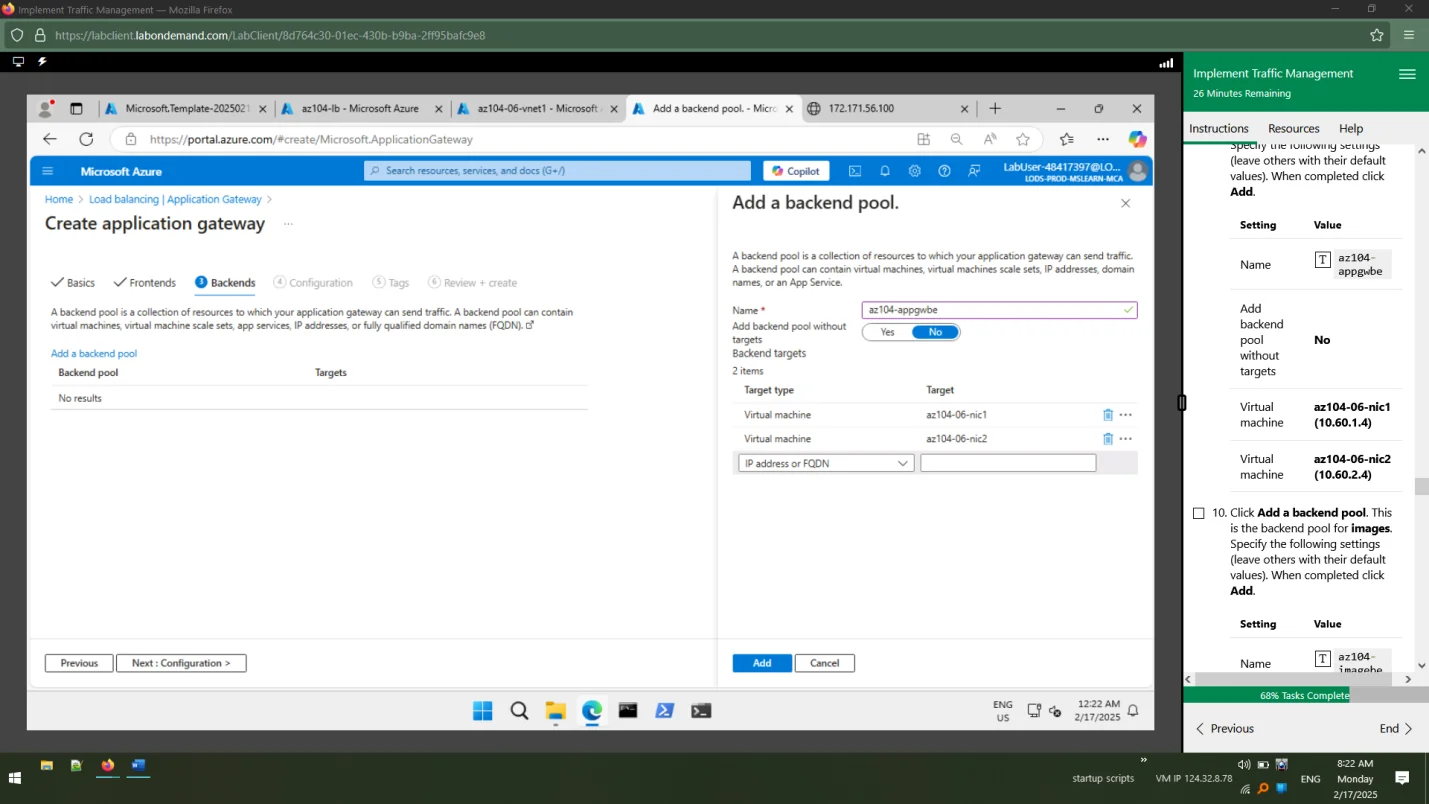 Implement Traffic Management — Mozilla Firefox
https://labclient.labondemand.com/LabClient/8d764c30-01ec-430b-b9ba-2ff95bafc9e8
Microsoft.Template-2025021
az104-lb - Microsoft Azure
az104-06-vnet1 - Microsoft
Add a backend pool. - Micro
172.171.56.100
https://portal.azure.com/#create/Microsoft.ApplicationGateway
Microsoft Azure
Search resources, services, and docs (G+/)
Copilot
LabUser-48417397@LO...
LODS-PROD-MSLEARN-MCA
Home > Load balancing | Application Gateway >
Create application gateway ...
Basics
Frontends
3 Backends
4 Configuration
5 Tags
6 Review + create
A backend pool is a collection of resources to which your application gateway can send traffic. A backend pool can contain
virtual machines, virtual machine scale sets, app services, IP addresses, or fully qualified domain names (FQDN).
Add a backend pool
Backend pool Targets
No results
Previous
Next : Configuration >
Add a backend pool.
A backend pool is a collection of resources to which your application gateway can send traffic.
A backend pool can contain virtual machines, virtual machines scale sets, IP addresses, domain
names, or an App Service.
Name * az104-appgwbe
Add backend pool without
targets
Yes No
Backend targets
2 items
Target type Target
Virtual machine az104-06-nic1
Virtual machine az104-06-nic2
IP address or FQDN
Add
Cancel
ENG
US
12:22 AM
2/17/2025
Implement Traffic Management
26 Minutes Remaining
Instructions Resources Help
Specify the following settings
(leave others with their default
values). When completed click
Add.
Setting Value
Name T az104-
appgwbe
Add
backend
pool
without
targets
No
Virtual
machine
az104-06-nic1
(10.60.1.4)
Virtual
machine
az104-06-nic2
(10.60.2.4)
10. Click Add a backend pool. This
is the backend pool for images.
Specify the following settings
(leave others with their default
values). When completed click
Add.
Setting Value
Name T az104-
imagebe
68% Tasks Complete
Previous
End
startup scripts
VM IP 124.32.8.78
ENG
8:22 AM
Monday
2/17/2025